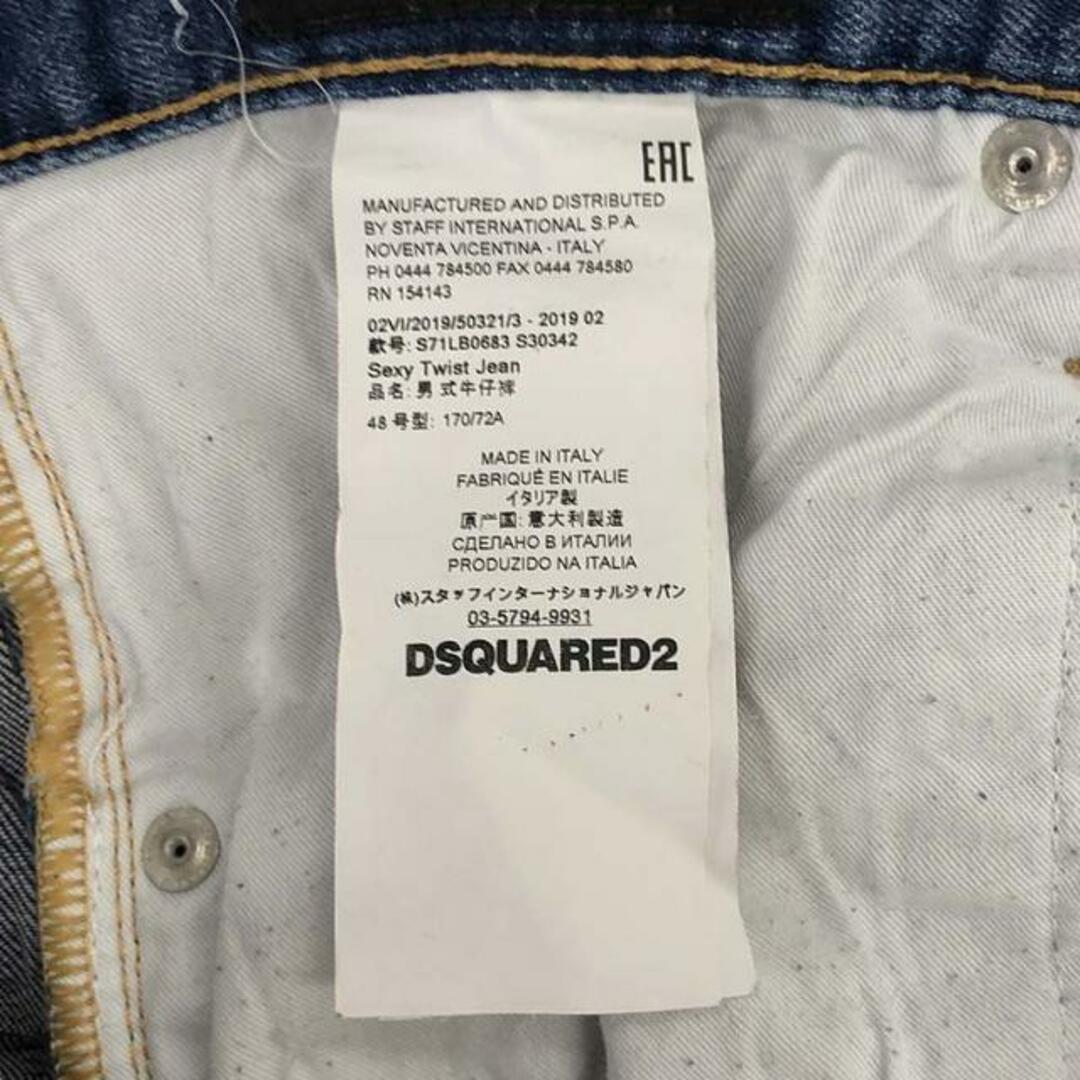 EAC
MANUFACTURED AND DISTRIBUTED
BY STAFF INTERNATIONAL S.P.A.
NOVENTA VICENTINA - ITALY
PH 0444 784500 FAX 0444 784580
RN 154143
02VI/2019/50321/3 - 2019 02
款号: S71LB0683 S30342
Sexy Twist Jean
品名: 男式牛仔裤
48 号型: 170/72A
MADE IN ITALY
FABRIQUÉ EN ITALIE
イタリア製
原产国: 意大利製造
СДЕЛАНО В ИТАЛИИ
PRODUZIDO NA ITALIA
(株)スタッフインターナショナルジャパン
03-5794-9931
DSQUARED2